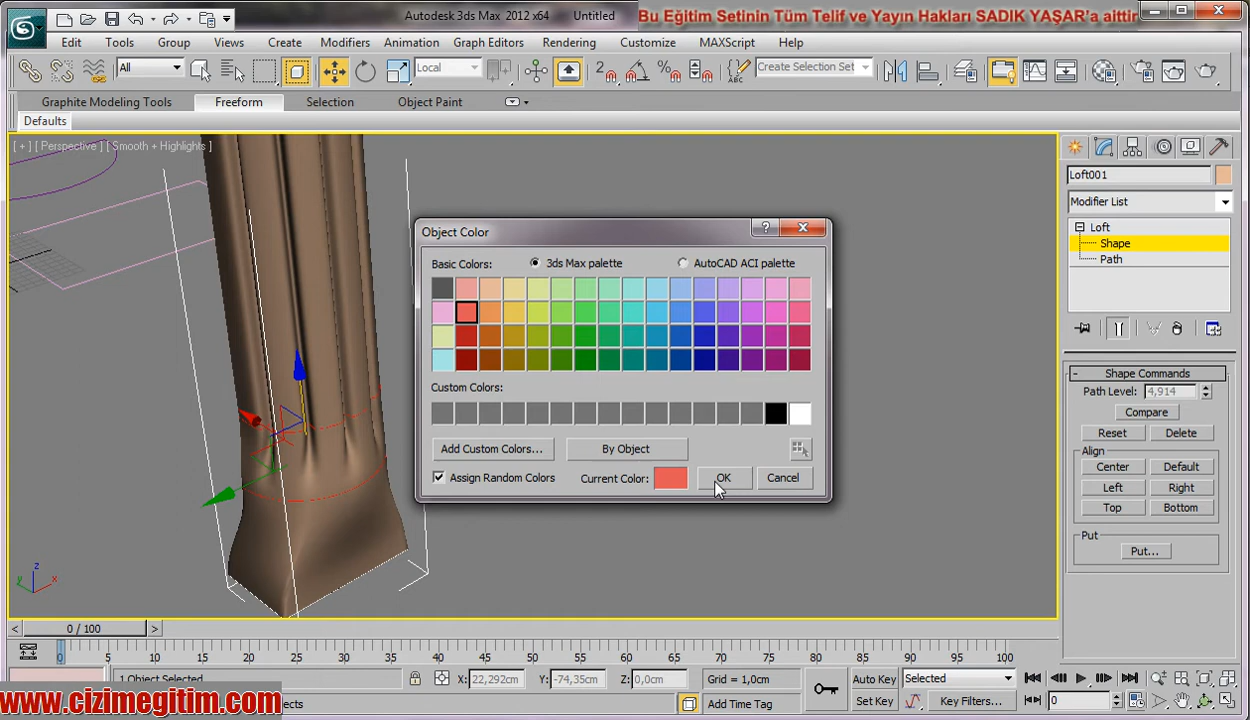 Autodesk 3ds Max 2012 x64 Untitled
Bu Eğitim Setinin Tüm Telif ve Yayın Hakları SADIK YAŞAR'a aittir
Edit Tools Group Views Create Modifiers Animation Graph Editors Rendering Customize MAXScript Help
All Local Create Selection Set
Graphite Modeling Tools Freeform Selection Object Paint
Defaults
[ + ] [ Perspective ] [ Smooth + Highlights ]
Object Color
Basic Colors: 3ds Max palette AutoCAD ACI palette
Custom Colors:
Add Custom Colors... By Object
Assign Random Colors Current Color: OK Cancel
Loft001
Modifier List
Loft
Shape
Path
Shape Commands
Path Level: 4,914
Compare
Reset Delete
Align
Center Default
Left Right
Top Bottom
Put
Put...
z
y x
< 0 / 100 >
0 5 10 15 20 25 30 35 40 45 50 55 60 65 70 75 80 85 90 95 100
1 Object Selected X: 22,292cm Y: -74,35cm Z: 0,0cm Grid = 1,0cm Auto Key Selected
www.cizimegitim.com Add Time Tag Set Key Key Filters... 0